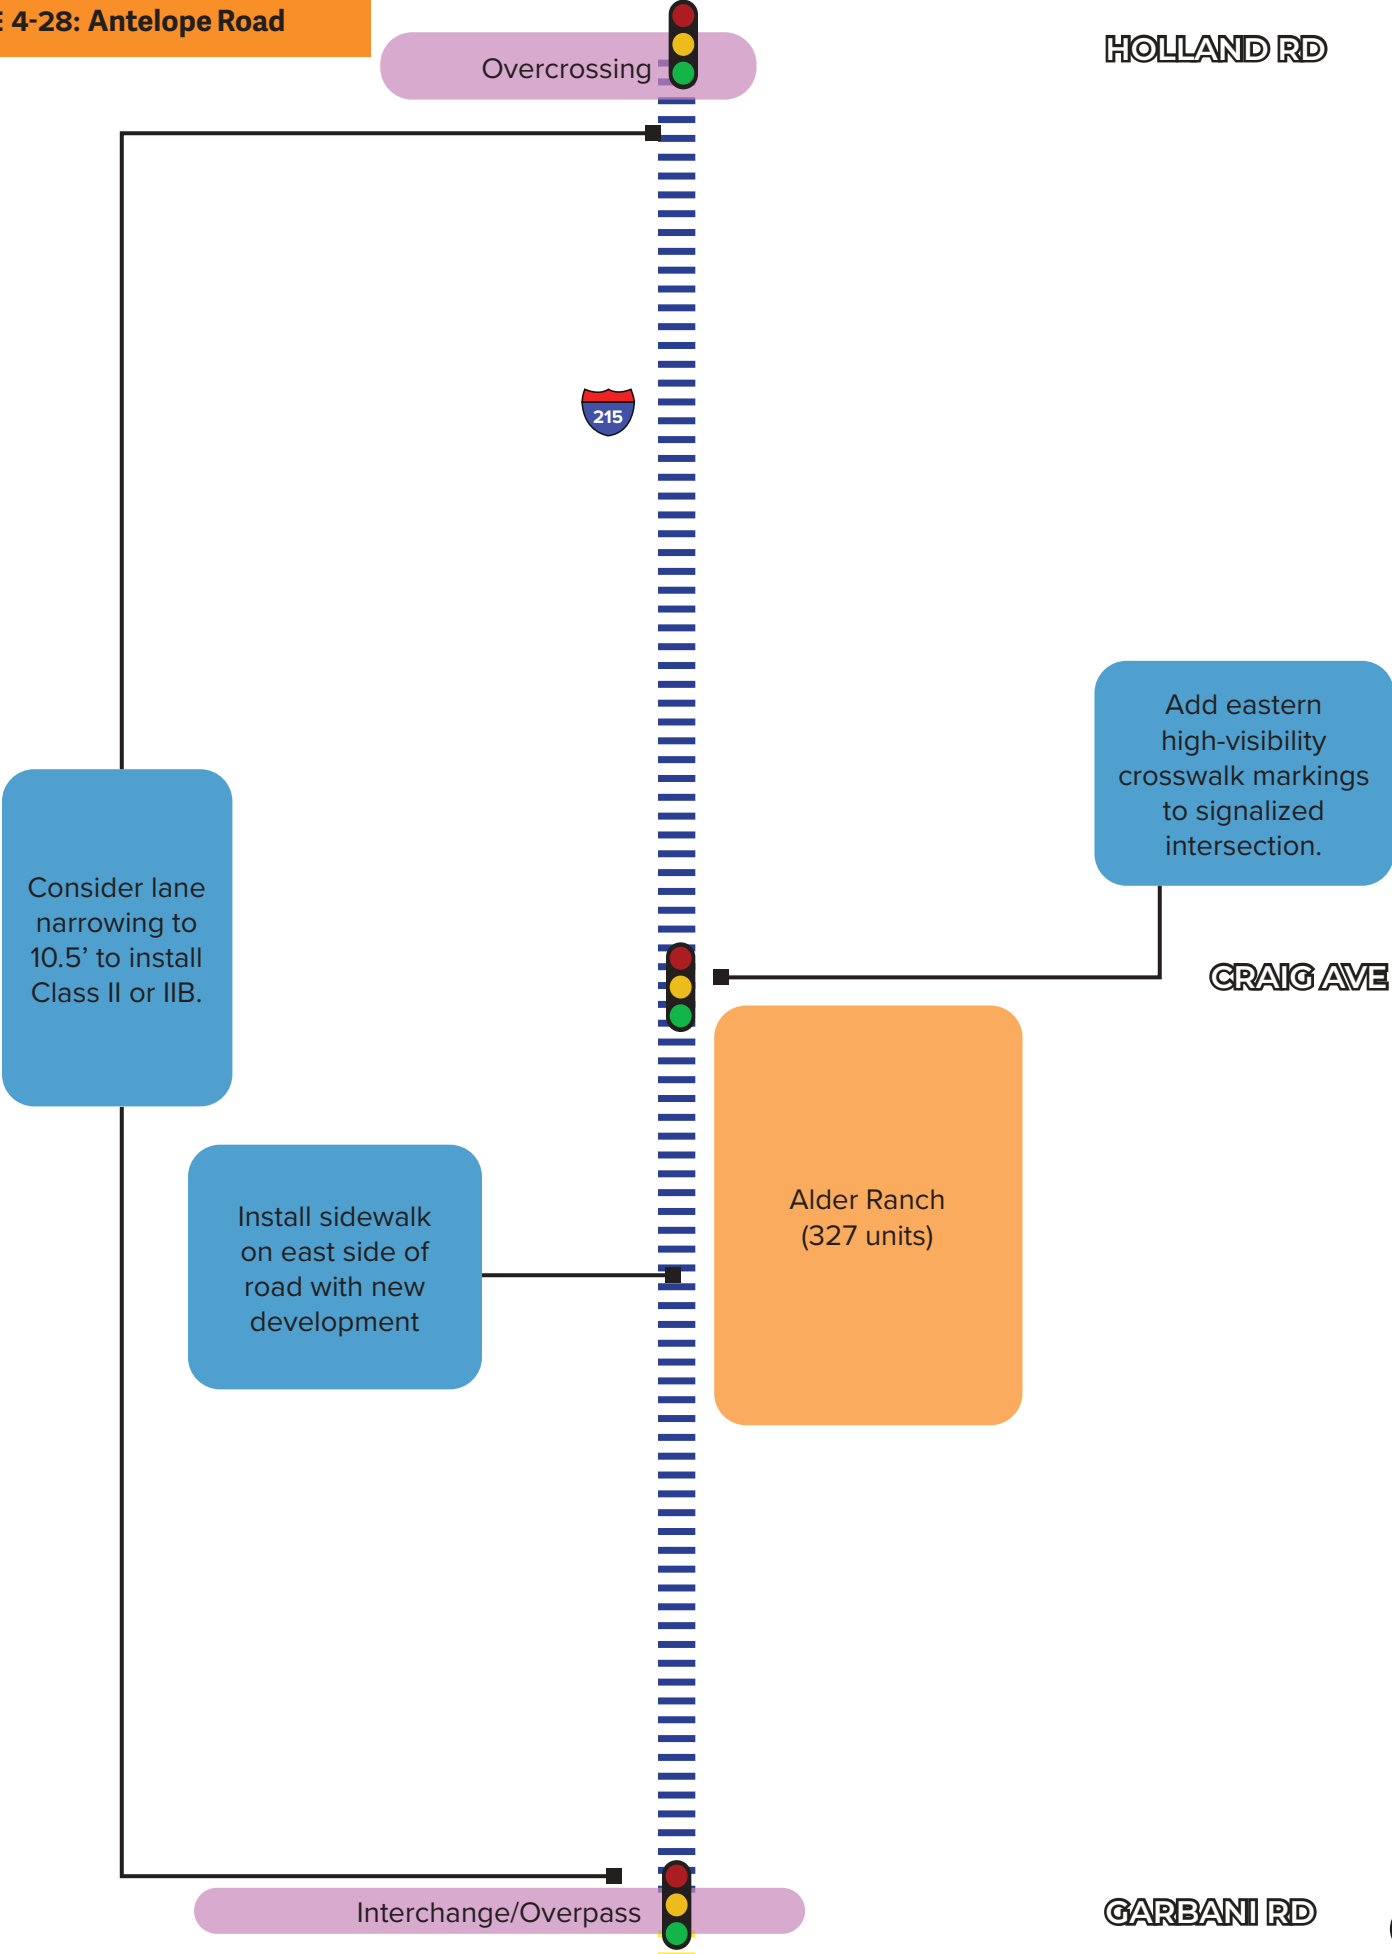 4-28: Antelope Road
HOLLAND RD
Overcrossing
215
Add eastern
high-visibility
crosswalk markings
to signalized
intersection.
Consider lane
narrowing to
10.5’ to install
Class II or IIB.
CRAIG AVE
Install sidewalk
on east side of
road with new
development
Alder Ranch
(327 units)
Interchange/Overpass
GARBANI RD